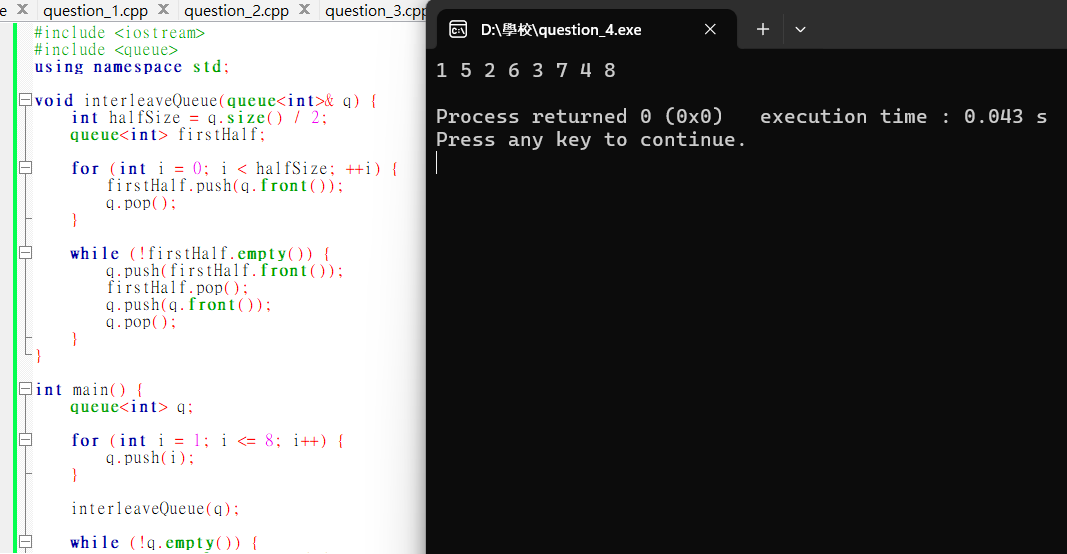 e question_1.cpp question_2.cpp question_3.cpp
#include <iostream>
#include <queue>
using namespace std;
void interleaveQueue(queue<int>& q) {
int halfSize = q.size() / 2;
queue<int> firstHalf;
for (int i = 0; i < halfSize; ++i) {
firstHalf.push(q.front());
q.pop();
}
while (!firstHalf.empty()) {
q.push(firstHalf.front());
firstHalf.pop();
q.push(q.front());
q.pop();
}
}
int main() {
queue<int> q;
for (int i = 1; i <= 8; i++) {
q.push(i);
}
interleaveQueue(q);
while (!q.empty()) {
D:\學校\question_4.exe
1 5 2 6 3 7 4 8
Process returned 0 (0x0)   execution time : 0.043 s
Press any key to continue.